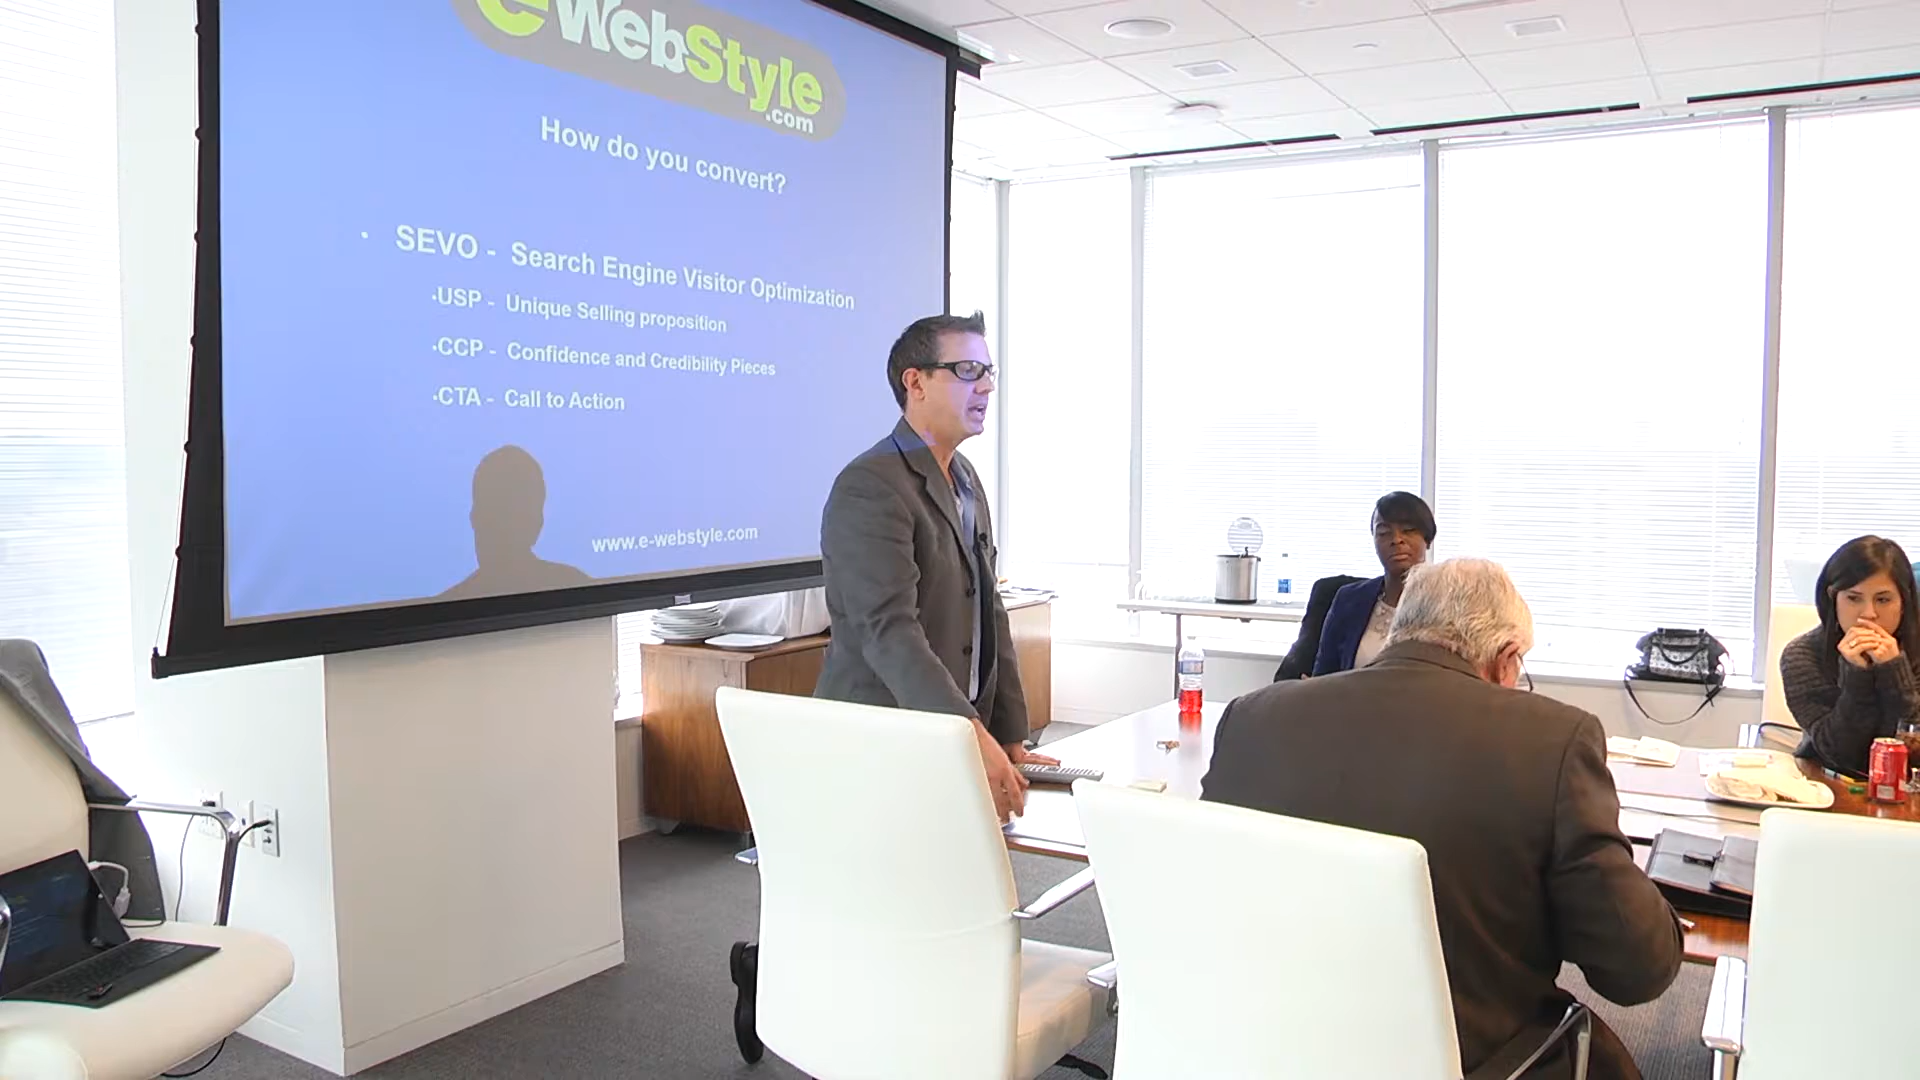 eWebStyle
.com
How do you convert?
• SEVO - Search Engine Visitor Optimization
•USP - Unique Selling proposition
•CCP - Confidence and Credibility Pieces
•CTA - Call to Action
www.e-webstyle.com